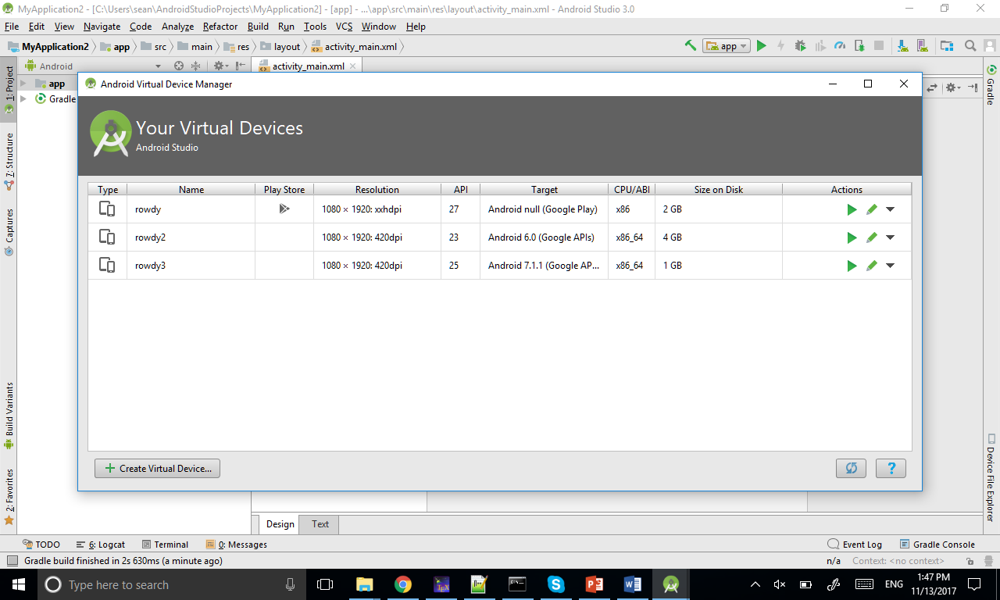 MyApplication2 - [C:\Users\sean\AndroidStudioProjects\MyApplication2] - [app] - ...\app\src\main\res\layout\activity_main.xml - Android Studio 3.0
File Edit View Navigate Code Analyze Refactor Build Run Tools VCS Window Help
MyApplication2 app src main res layout activity_main.xml app
Android activity_main.xml
1: Project
app
Gradle
7: Structure
Captures
Build Variants
2: Favorites
Gradle
Device File Explorer
Android Virtual Device Manager
Your Virtual Devices
Android Studio
Type Name Play Store Resolution API Target CPU/ABI Size on Disk Actions
rowdy 1080 × 1920: xxhdpi 27 Android null (Google Play) x86 2 GB
rowdy2 1080 × 1920: 420dpi 23 Android 6.0 (Google APIs) x86_64 4 GB
rowdy3 1080 × 1920: 420dpi 25 Android 7.1.1 (Google AP... x86_64 1 GB
Create Virtual Device... ?
Design Text
TODO 6: Logcat Terminal 0: Messages Event Log Gradle Console
Gradle build finished in 2s 630ms (a minute ago) n/a Context: <no context>
Type here to search ENG 1:47 PM
11/13/2017